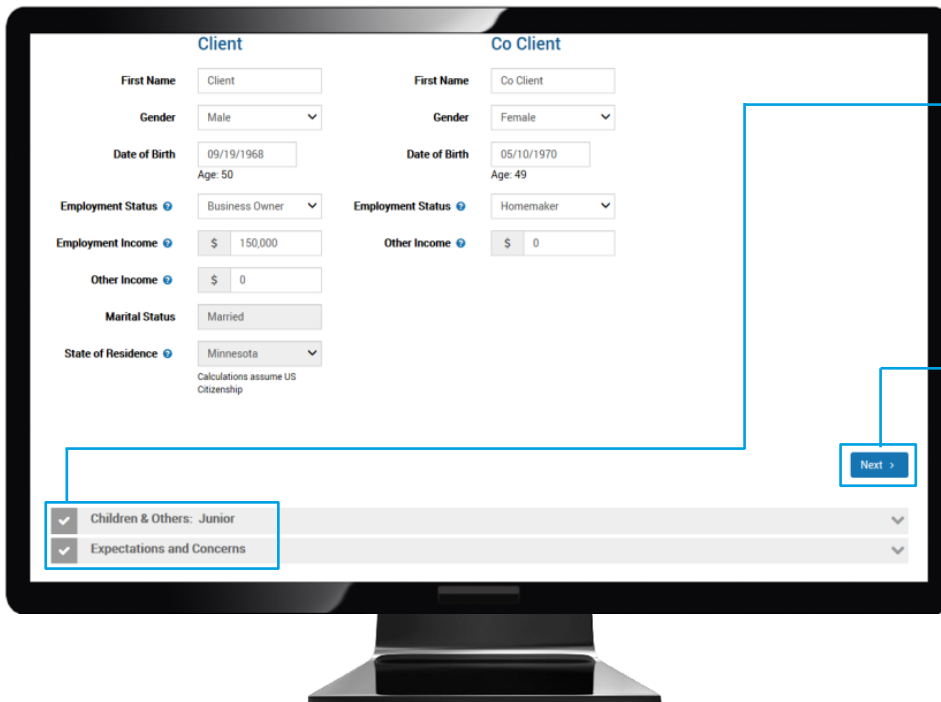 Client
Co Client
First Name Client First Name Co Client
Gender Male Gender Female
Date of Birth 09/19/1968 Date of Birth 05/10/1970
Age: 50 Age: 49
Employment Status ? Business Owner Employment Status ? Homemaker
Employment Income ? $ 150,000 Other Income ? $ 0
Other Income ? $ 0
Marital Status Married
State of Residence ? Minnesota
Calculations assume US
Citizenship
Next >
Children & Others: Junior
Expectations and Concerns